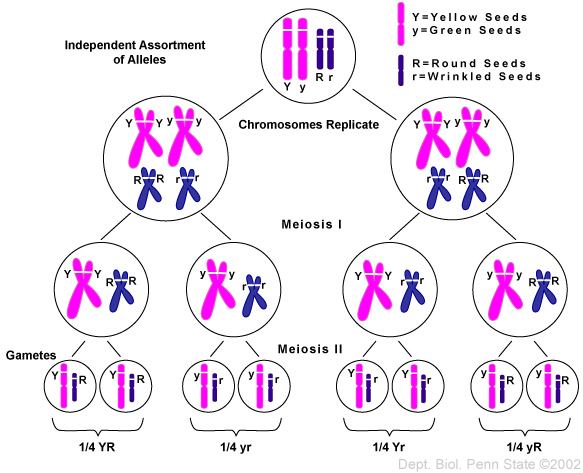 Independent Assortment
of Alleles
Y=Yellow Seeds
y=Green Seeds
R=Round Seeds
r=Wrinkled Seeds
Y y R r
Chromosomes Replicate
Y Y y y
R R r r
Y Y y y
r r R R
Meiosis I
Y Y R R
y y r r
Y Y r r
y y R R
Gametes
Meiosis II
Y R
Y R
y r
y r
Y r
Y r
y R
y R
1/4 YR
1/4 yr
1/4 Yr
1/4 yR
Dept. Biol. Penn State ©2002